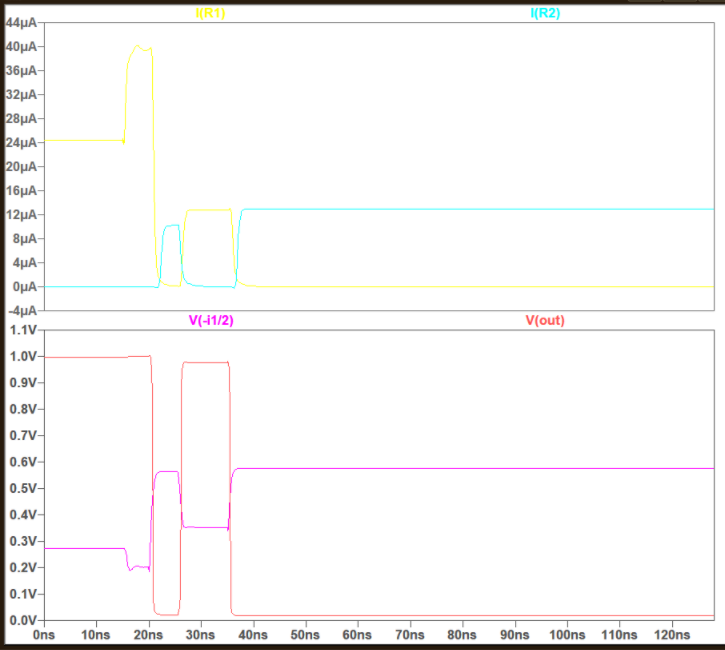 I(R1) I(R2)
44µA
40µA
36µA
32µA
28µA
24µA
20µA
16µA
12µA
8µA
4µA
0µA
-4µA
V(-i1/2) V(out)
1.1V
1.0V
0.9V
0.8V
0.7V
0.6V
0.5V
0.4V
0.3V
0.2V
0.1V
0.0V
0ns 10ns 20ns 30ns 40ns 50ns 60ns 70ns 80ns 90ns 100ns 110ns 120ns